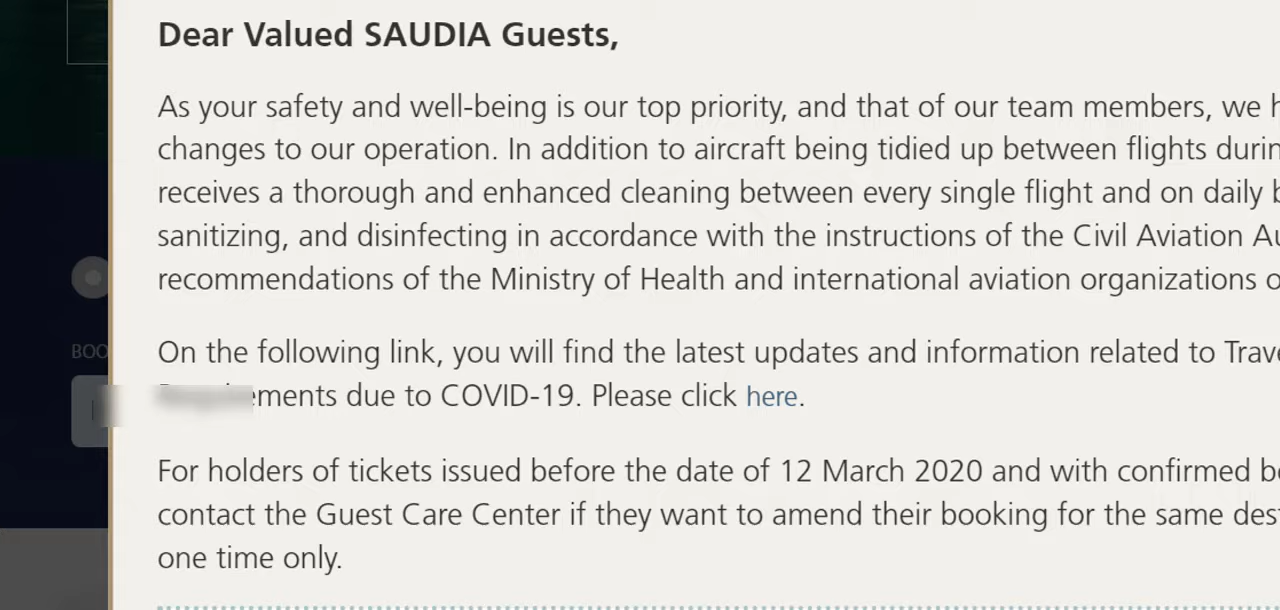 Dear Valued SAUDIA Guests,
As your safety and well-being is our top priority, and that of our team members, we
changes to our operation. In addition to aircraft being tidied up between flights
receives a thorough and enhanced cleaning between every single flight and on daily
sanitizing, and disinfecting in accordance with the instructions of the Civil Aviation
recommendations of the Ministry of Health and international aviation organizations
On the following link, you will find the latest updates and information related to
due to COVID-19. Please click here.
BOO
For holders of tickets issued before the date of 12 March 2020 and with confirmed
contact the Guest Care Center if they want to amend their booking for the same
one time only.